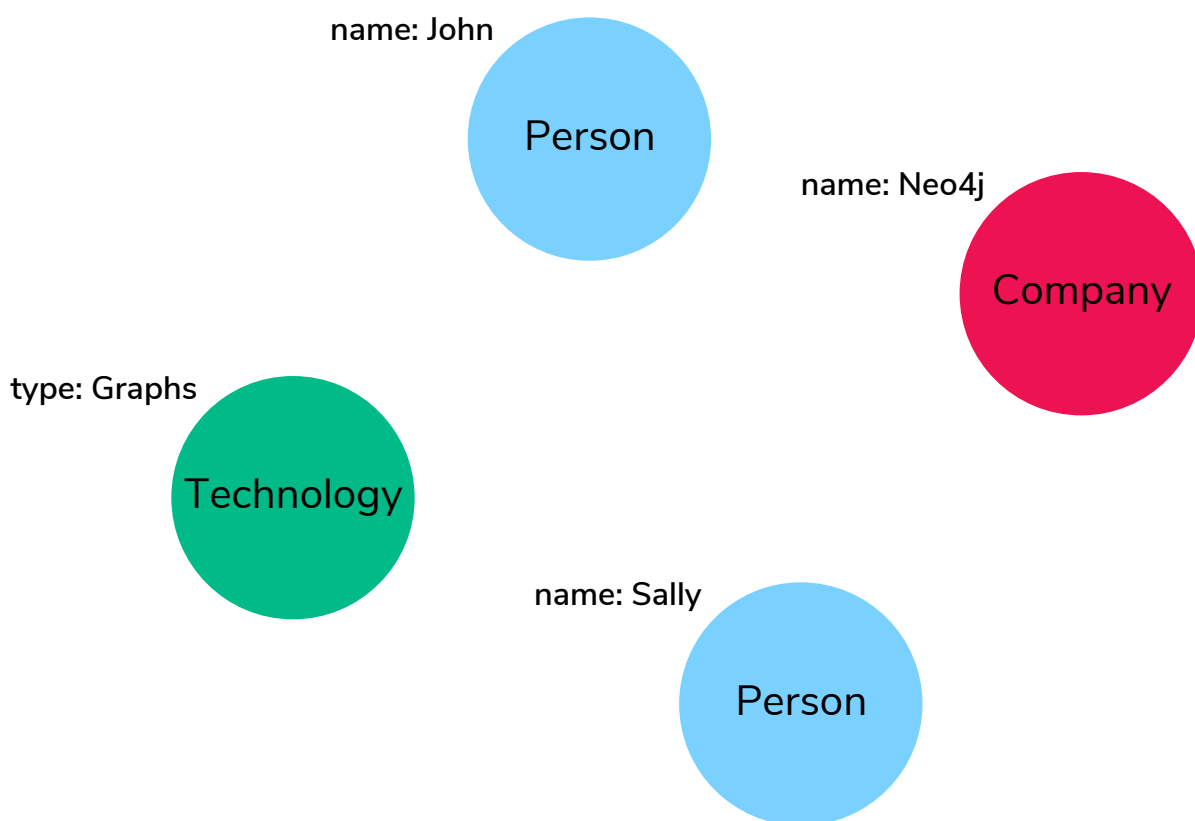 name: John
Person
name: Neo4j
Company
type: Graphs
Technology
name: Sally
Person